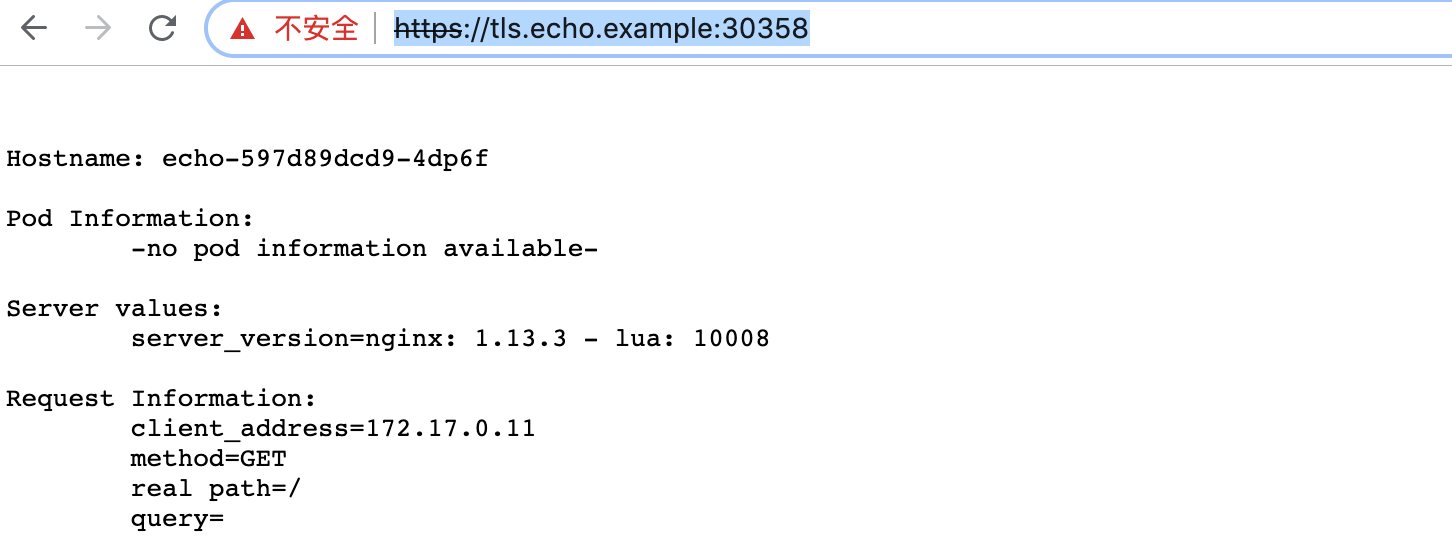 不安全 https://tls.echo.example:30358
Hostname: echo-597d89dcd9-4dp6f
Pod Information:
-no pod information available-
Server values:
server_version=nginx: 1.13.3 - lua: 10008
Request Information:
client_address=172.17.0.11
method=GET
real path=/
query=